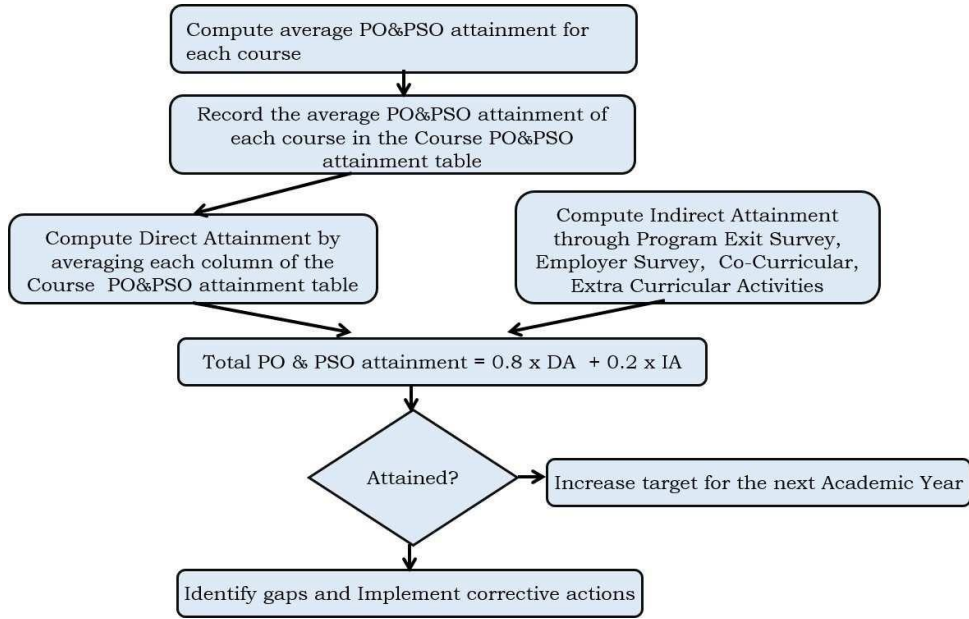 Compute average PO&PSO attainment for
each course
Record the average PO&PSO attainment of
each course in the Course PO&PSO
attainment table
Compute Direct Attainment by
averaging each column of the
Course PO&PSO attainment table
Compute Indirect Attainment
through Program Exit Survey,
Employer Survey, Co-Curricular,
Extra Curricular Activities
Total PO & PSO attainment = 0.8 x DA + 0.2 x IA
Attained?
Increase target for the next Academic Year
Identify gaps and Implement corrective actions